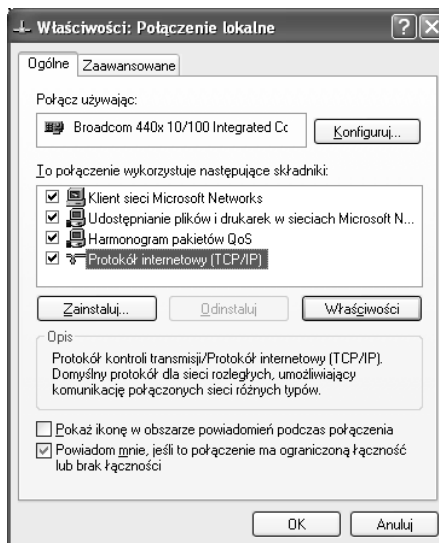 Właściwości: Połączenie lokalne
Ogólne Zaawansowane
Połącz używając:
Broadcom 440x 10/100 Integrated Cc
Konfiguruj...
To połączenie wykorzystuje następujące składniki:
Klient sieci Microsoft Networks
Udostępnianie plików i drukarek w sieciach Microsoft N...
Harmonogram pakietów QoS
Protokół internetowy (TCP/IP)
Zainstaluj... Odinstaluj Właściwości
Opis
Protokół kontroli transmisji/Protokół internetowy (TCP/IP).
Domyślny protokół dla sieci rozległych, umożliwiający
komunikację połączonych sieci różnych typów.
Pokaż ikonę w obszarze powiadomień podczas połączenia
Powiadom mnie, jeśli to połączenie ma ograniczoną łączność
lub brak łączności
OK Anuluj